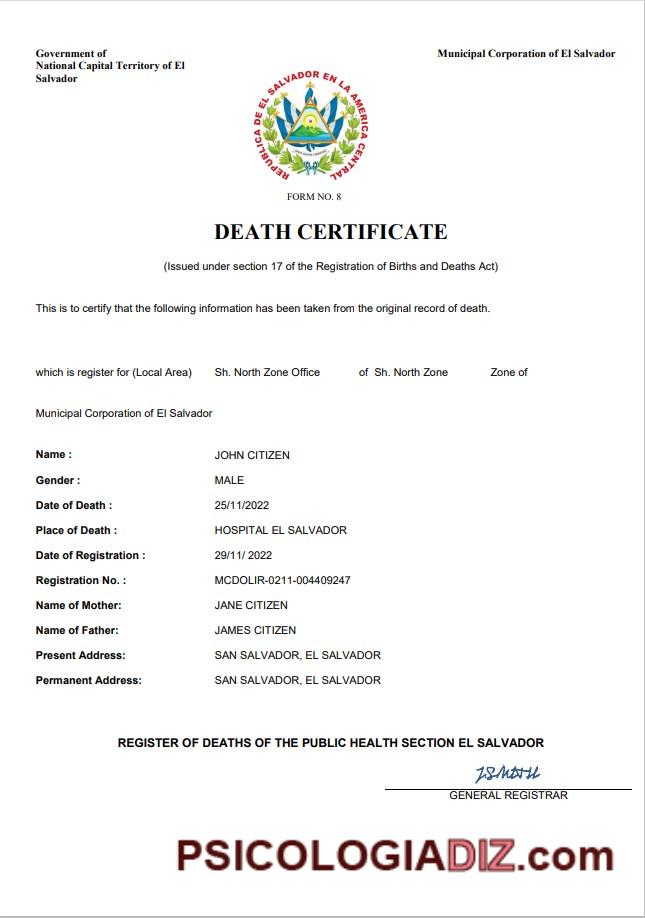 Government of
National Capital Territory of El
Salvador
Municipal Corporation of El Salvador
REPUBLICA DE EL SALVADOR EN LA AMERICA CENTRAL
FORM NO. 8
DEATH CERTIFICATE
(Issued under section 17 of the Registration of Births and Deaths Act)
This is to certify that the following information has been taken from the original record of death.
which is register for (Local Area) Sh. North Zone Office of Sh. North Zone Zone of
Municipal Corporation of El Salvador
Name : JOHN CITIZEN
Gender : MALE
Date of Death : 25/11/2022
Place of Death : HOSPITAL EL SALVADOR
Date of Registration : 29/11/ 2022
Registration No. : MCDOLIR-0211-004409247
Name of Mother: JANE CITIZEN
Name of Father: JAMES CITIZEN
Present Address: SAN SALVADOR, EL SALVADOR
Permanent Address: SAN SALVADOR, EL SALVADOR
REGISTER OF DEATHS OF THE PUBLIC HEALTH SECTION EL SALVADOR
GENERAL REGISTRAR
PSICOLOGIADIZ.com